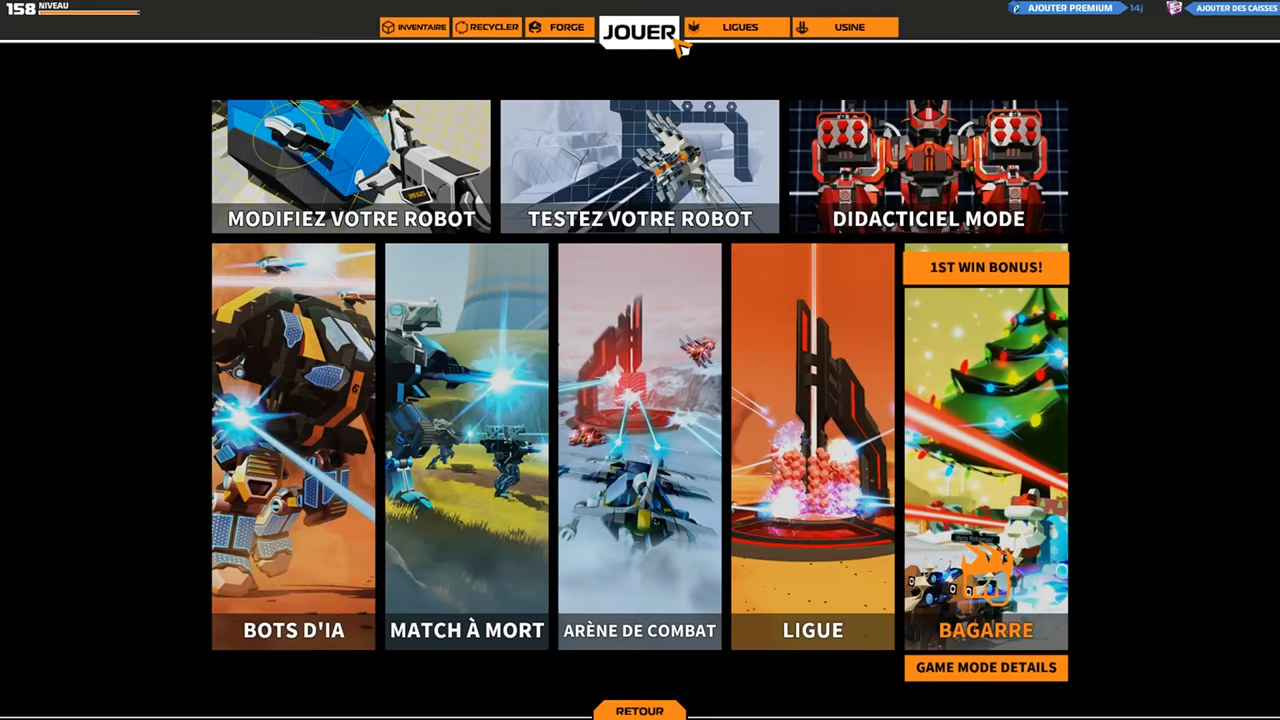 158 NIVEAU
AJOUTER PREMIUM 14j
AJOUTER DES CAISSES
INVENTAIRE
RECYCLER
FORGE
JOUER
LIGUES
USINE
MODIFIEZ VOTRE ROBOT
TESTEZ VOTRE ROBOT
DIDACTICIEL MODE
1ST WIN BONUS!
BOTS D'IA
MATCH À MORT
ARÈNE DE COMBAT
LIGUE
BAGARRE
GAME MODE DETAILS
RETOUR